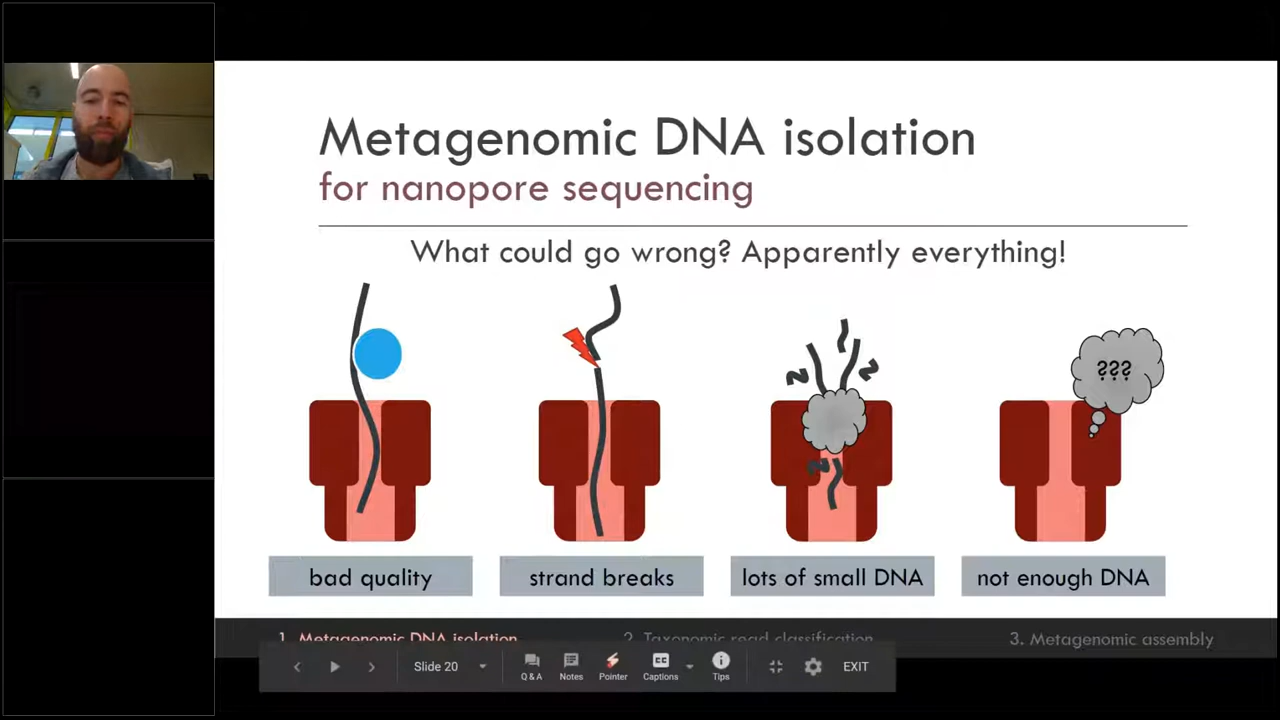 Metagenomic DNA isolation
for nanopore sequencing
What could go wrong? Apparently everything!
???
bad quality
strand breaks
lots of small DNA
not enough DNA
1. Metagenomic DNA isolation
2. Taxonomic read classification
3. Metagenomic assembly
Slide 20
Q & A
Notes
Pointer
CC
Captions
Tips
EXIT